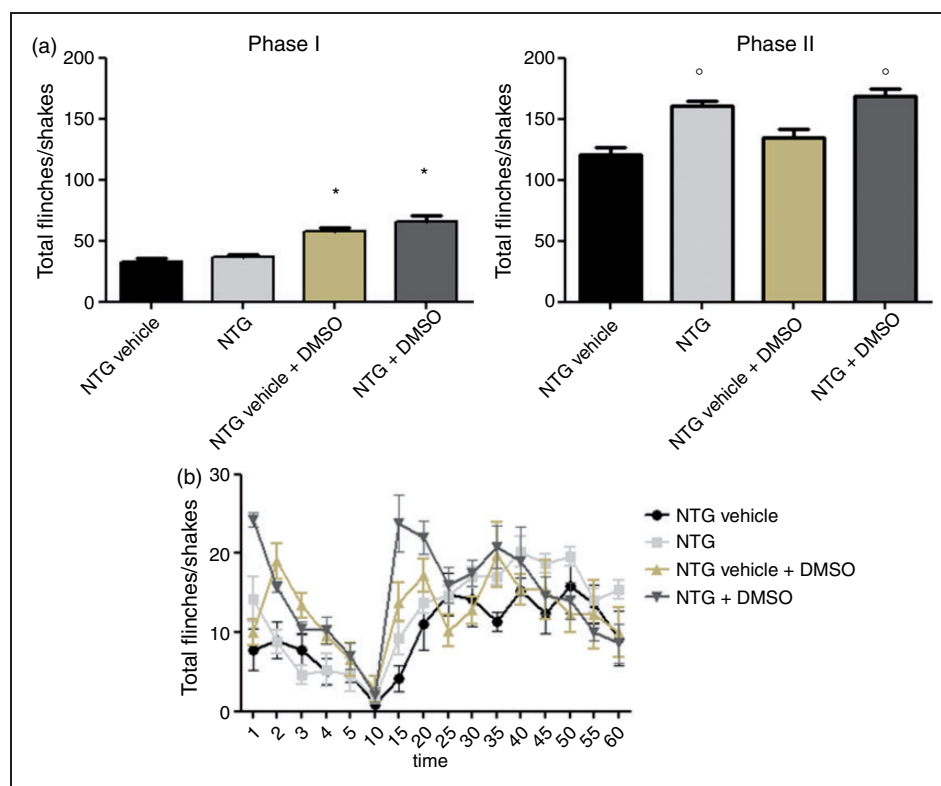 (a)
Phase I
Total flinches/shakes
200
150
100
50
0
*
*
NTG vehicle
NTG
NTG vehicle + DMSO
NTG + DMSO
Phase II
Total flinches/shakes
200
150
100
50
0
°
°
NTG vehicle
NTG
NTG vehicle + DMSO
NTG + DMSO
(b)
Total flinches/shakes
30
20
10
0
1 2 3 4 5 10 15 20 25 30 35 40 45 50 55 60
time
NTG vehicle
NTG
NTG vehicle + DMSO
NTG + DMSO